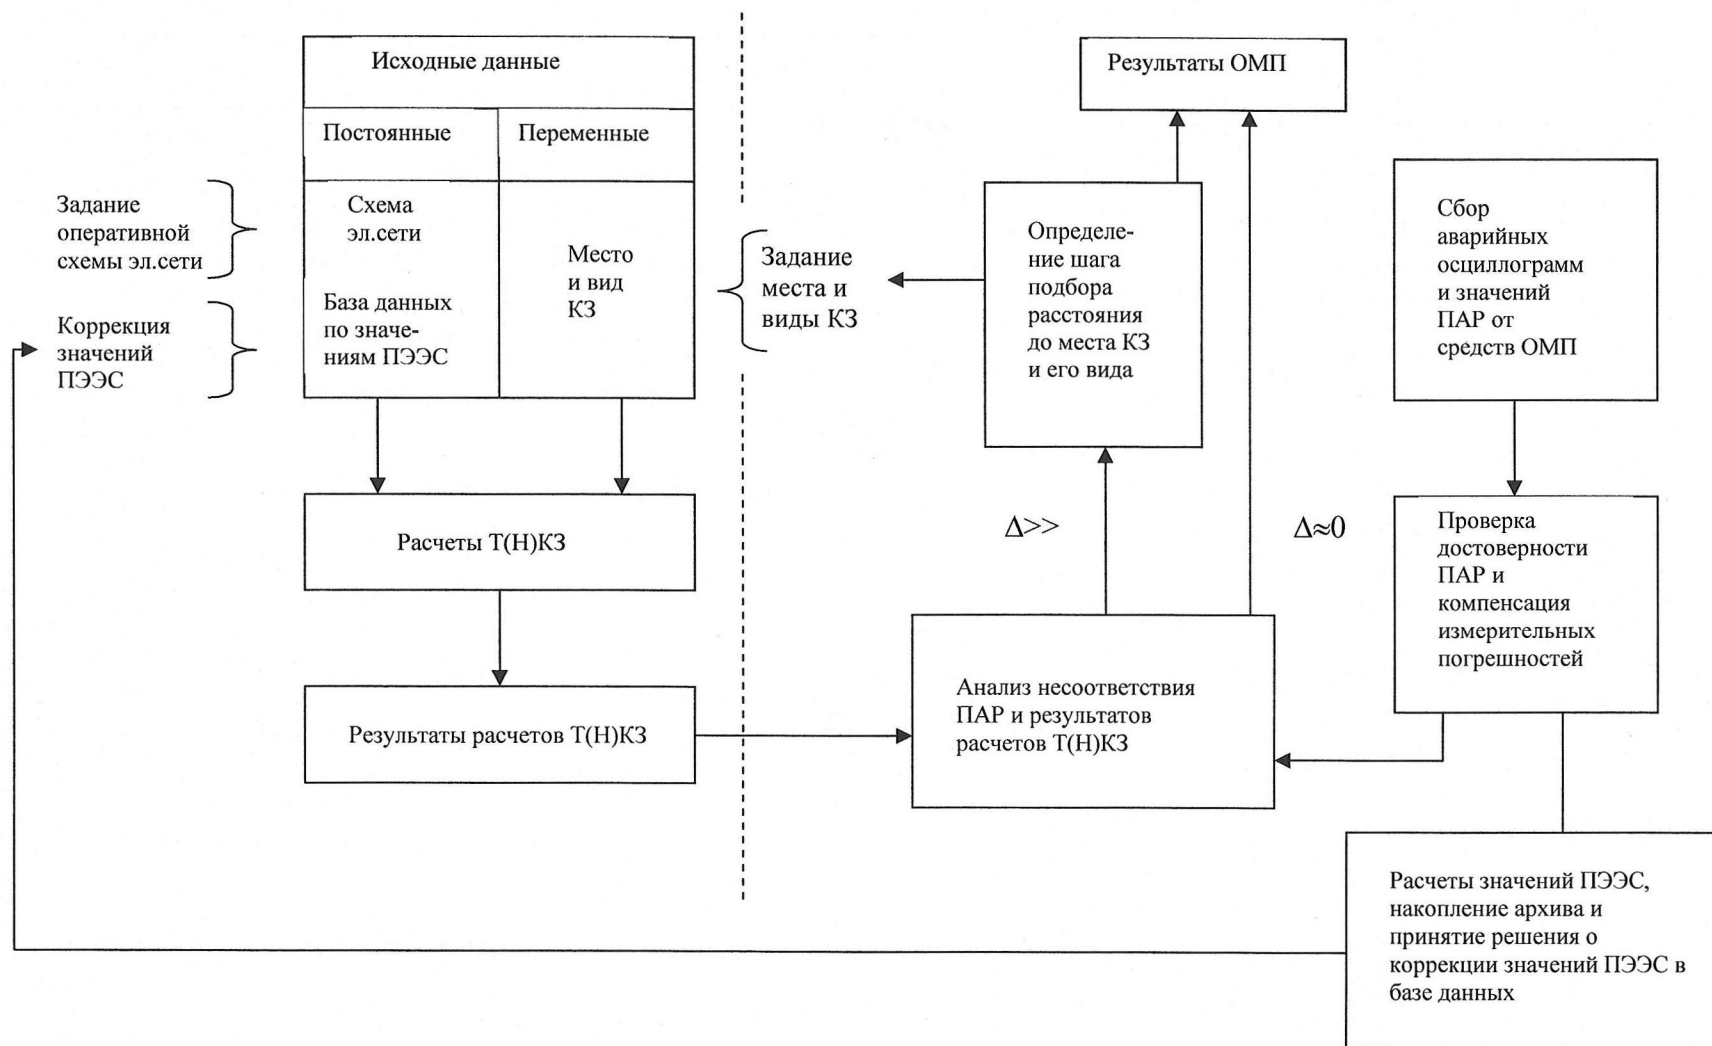 Исходные данные
Постоянные
Переменные
Задание
оперативной
схемы эл.сети
Коррекция
значений
ПЭЭС
Схема
эл.сети
База данных
по значе-
ниям ПЭЭС
Место
и вид
КЗ
Задание
места и
виды КЗ
Расчеты Т(Н)КЗ
Результаты расчетов Т(Н)КЗ
Результаты ОМП
Определе-
ние шага
подбора
расстояния
до места КЗ
и его вида
Δ>>
Δ≈0
Анализ несоответствия
ПАР и результатов
расчетов Т(Н)КЗ
Сбор
аварийных
осциллограмм
и значений
ПАР от
средств ОМП
Проверка
достоверности
ПАР и
компенсация
измерительных
погрешностей
Расчеты значений ПЭЭС,
накопление архива и
принятие решения о
коррекции значений ПЭЭС в
базе данных